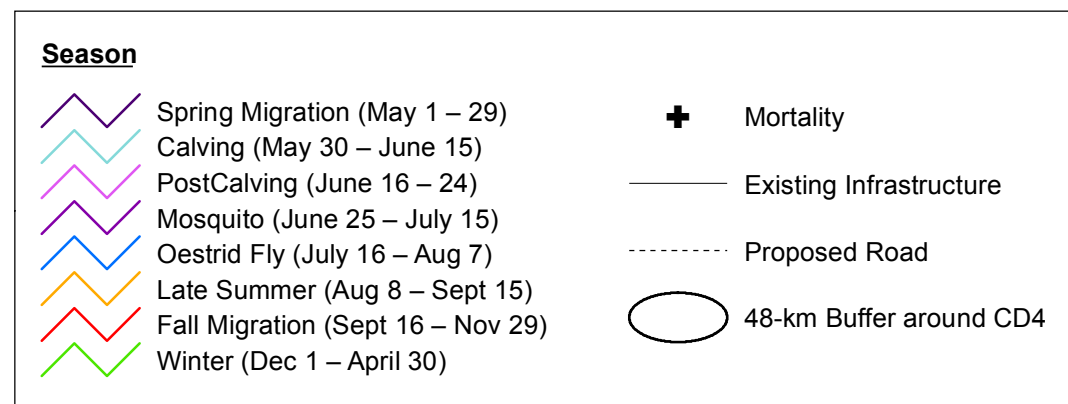 Season
Spring Migration (May 1 – 29)
Calving (May 30 – June 15)
PostCalving (June 16 – 24)
Mosquito (June 25 – July 15)
Oestrid Fly (July 16 – Aug 7)
Late Summer (Aug 8 – Sept 15)
Fall Migration (Sept 16 – Nov 29)
Winter (Dec 1 – April 30)
Mortality
Existing Infrastructure
Proposed Road
48-km Buffer around CD4